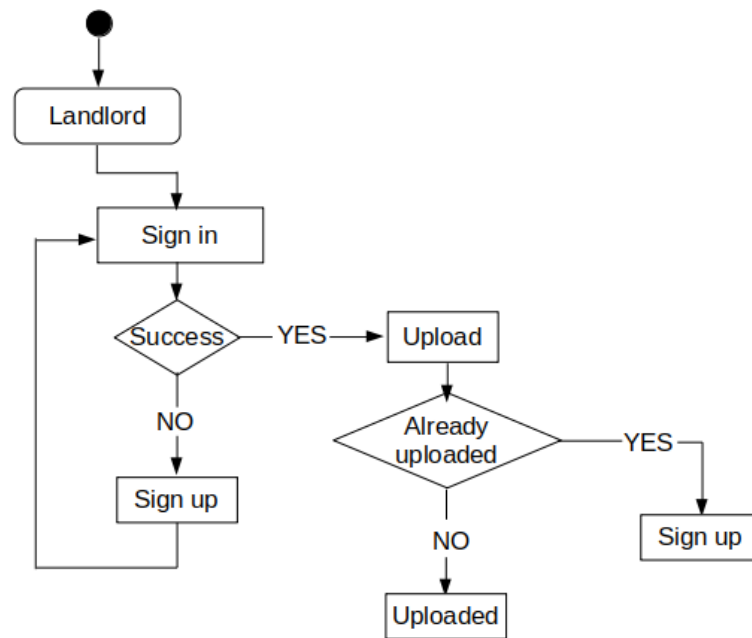 Landlord
Sign in
Success
YES
Upload
NO
Already
uploaded
YES
Sign up
Sign up
NO
Uploaded